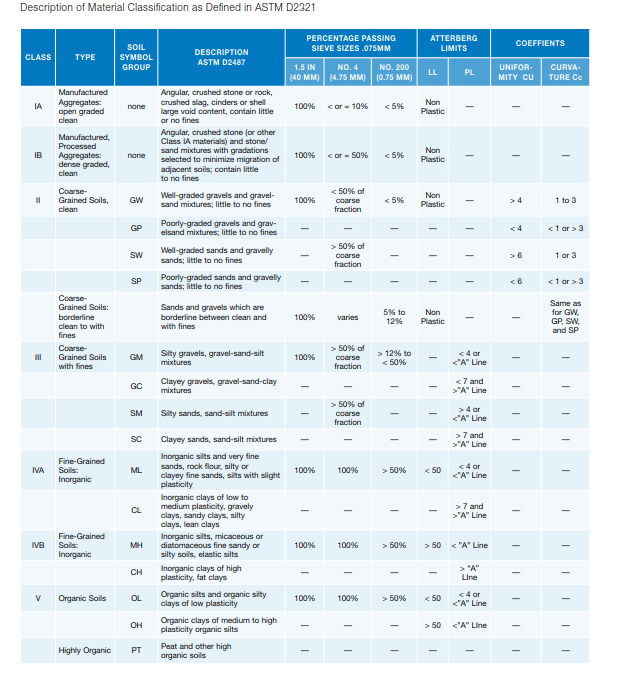 Description of Material Classification as Defined in ASTM D2321
CLASS TYPE SOIL SYMBOL GROUP DESCRIPTION ASTM D2487 PERCENTAGE PASSING SIEVE SIZES .075MM ATTERBERG LIMITS COEFFIENTS
1.5 IN (40 MM) NO. 4 (4.75 MM) NO. 200 (0.75 MM) LL PL UNIFOR-MITY CU CURVA-TURE Cc
IA Manufactured Aggregates: open graded clean none Angular, crushed stone or rock, crushed slag, cinders or shell large void content, contain little or no fines 100% < or = 10% < 5% Non Plastic — — —
IB Manufactured, Processed Aggregates: dense graded, clean none Angular, crushed stone (or other Class IA materials) and stone/ sand mixtures with gradations selected to minimize migration of adjacent soils; contain little to no fines 100% < or = 50% < 5% Non Plastic — — —
II Coarse-Grained Soils, clean GW Well-graded gravels and gravel-sand mixtures; little to no fines 100% < 50% of coarse fraction < 5% Non Plastic — > 4 1 to 3
GP Poorly-graded gravels and grav-elsand mixtures; little to no fines — — — — — < 4 < 1 or > 3
SW Well-graded sands and gravelly sands; little to no fines — > 50% of coarse fraction — — — > 6 1 or 3
SP Poorly-graded sands and gravelly sands; little to no fines — — — — — < 6 < 1 or > 3
Coarse-Grained Soils: borderline clean to with fines Sands and gravels which are borderline between clean and with fines 100% varies 5% to 12% Non Plastic — — Same as for GW, GP, SW, and SP
III Coarse-Grained Soils with fines GM Silty gravels, gravel-sand-silt mixtures 100% > 50% of coarse fraction > 12% to < 50% — < 4 or <"A" Line — —
GC Clayey gravels, gravel-sand-clay mixtures — — — — < 7 and >"A" Line — —
SM Silty sands, sand-silt mixtures — > 50% of coarse fraction — — > 4 or <"A" Line — —
SC Clayey sands, sand-silt mixtures — — — — > 7 and >"A" Line — —
IVA Fine-Grained Soils: Inorganic ML Inorganic silts and very fine sands, rock flour, silty or clayey fine sands, silts with slight plasticity 100% 100% > 50% < 50 < 4 or <"A" Line — —
CL Inorganic clays of low to medium plasticity, gravely clays, sandy clays, silty clays, lean clays — — — — > 7 and >"A" Line — —
IVB Fine-Grained Soils: Inorganic MH Inorganic silts, micaceous or diatomaceous fine sandy or silty soils, elastic silts 100% 100% > 50% > 50 < "A" Line — —
CH Inorganic clays of high plasticity, fat clays — — — — > "A" LIne — —
V Organic Soils OL Organic silts and organic silty clays of low plasticity 100% 100% > 50% < 50 < 4 or <"A" Line — —
OH Organic clays of medium to high plasticity organic silts — — — > 50 <"A" LIne — —
Highly Organic PT Peat and other high organic soils — — — — — — —